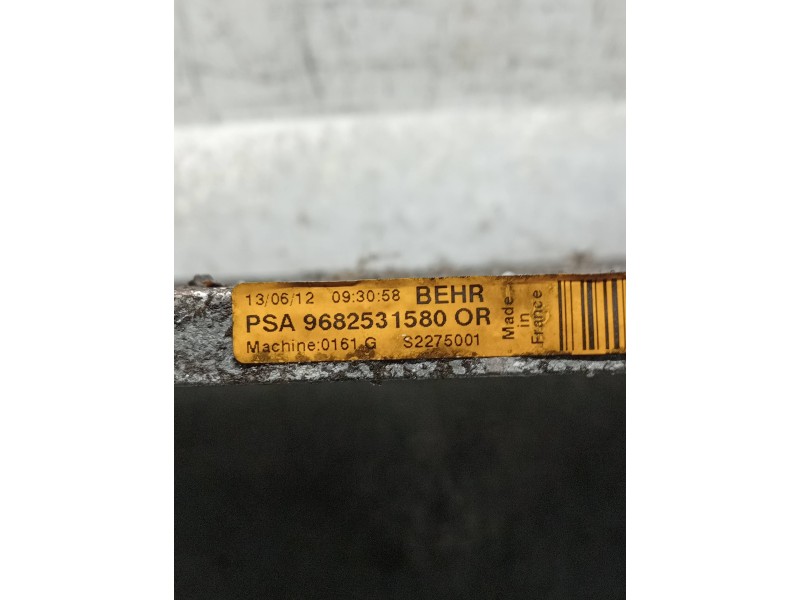 13/06/12 09:30:58 BEHR
PSA 9682531580 OR
Machine:0161 G S2275001
Made
in
France